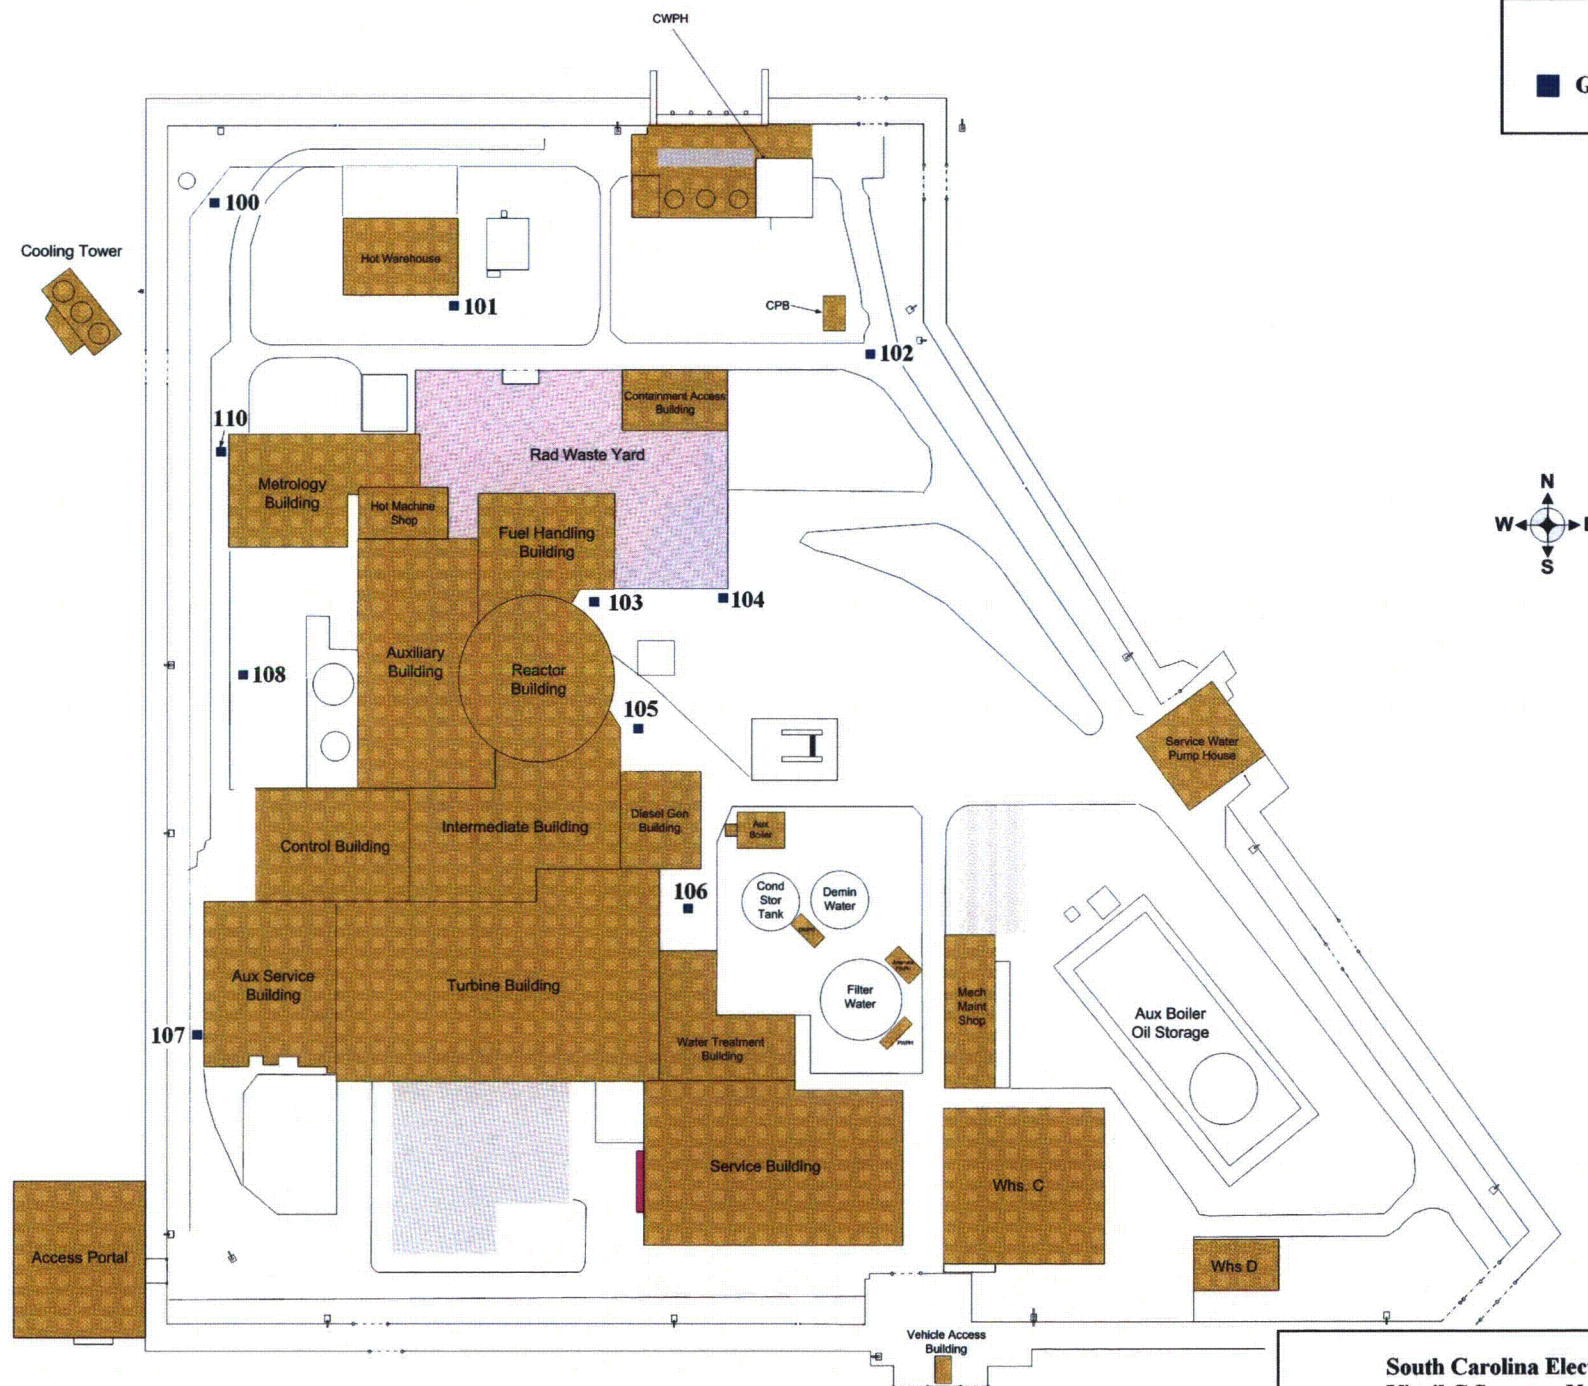 CWPH
G
100
Cooling Tower
Hot Warehouse
101
CPB
102
Containment Access
Building
110
Rad Waste Yard
Metrology
Building
Hot Machine
Shop
Fuel Handling
Building
N
W
E
S
103
104
108
Auxiliary
Building
Reactor
Building
105
Service Water
Pump House
Control Building
Intermediate Building
Diesel Gen
Building
Aux
Boiler
106
Cond
Stor
Tank
Demin
Water
Aux Service
Building
Turbine Building
Filter
Water
Mech
Maint
Shop
Aux Boiler
Oil Storage
107
Water Treatment
Building
Service Building
Whs. C
Access Portal
Whs D
Vehicle Access
Building
South Carolina Elec